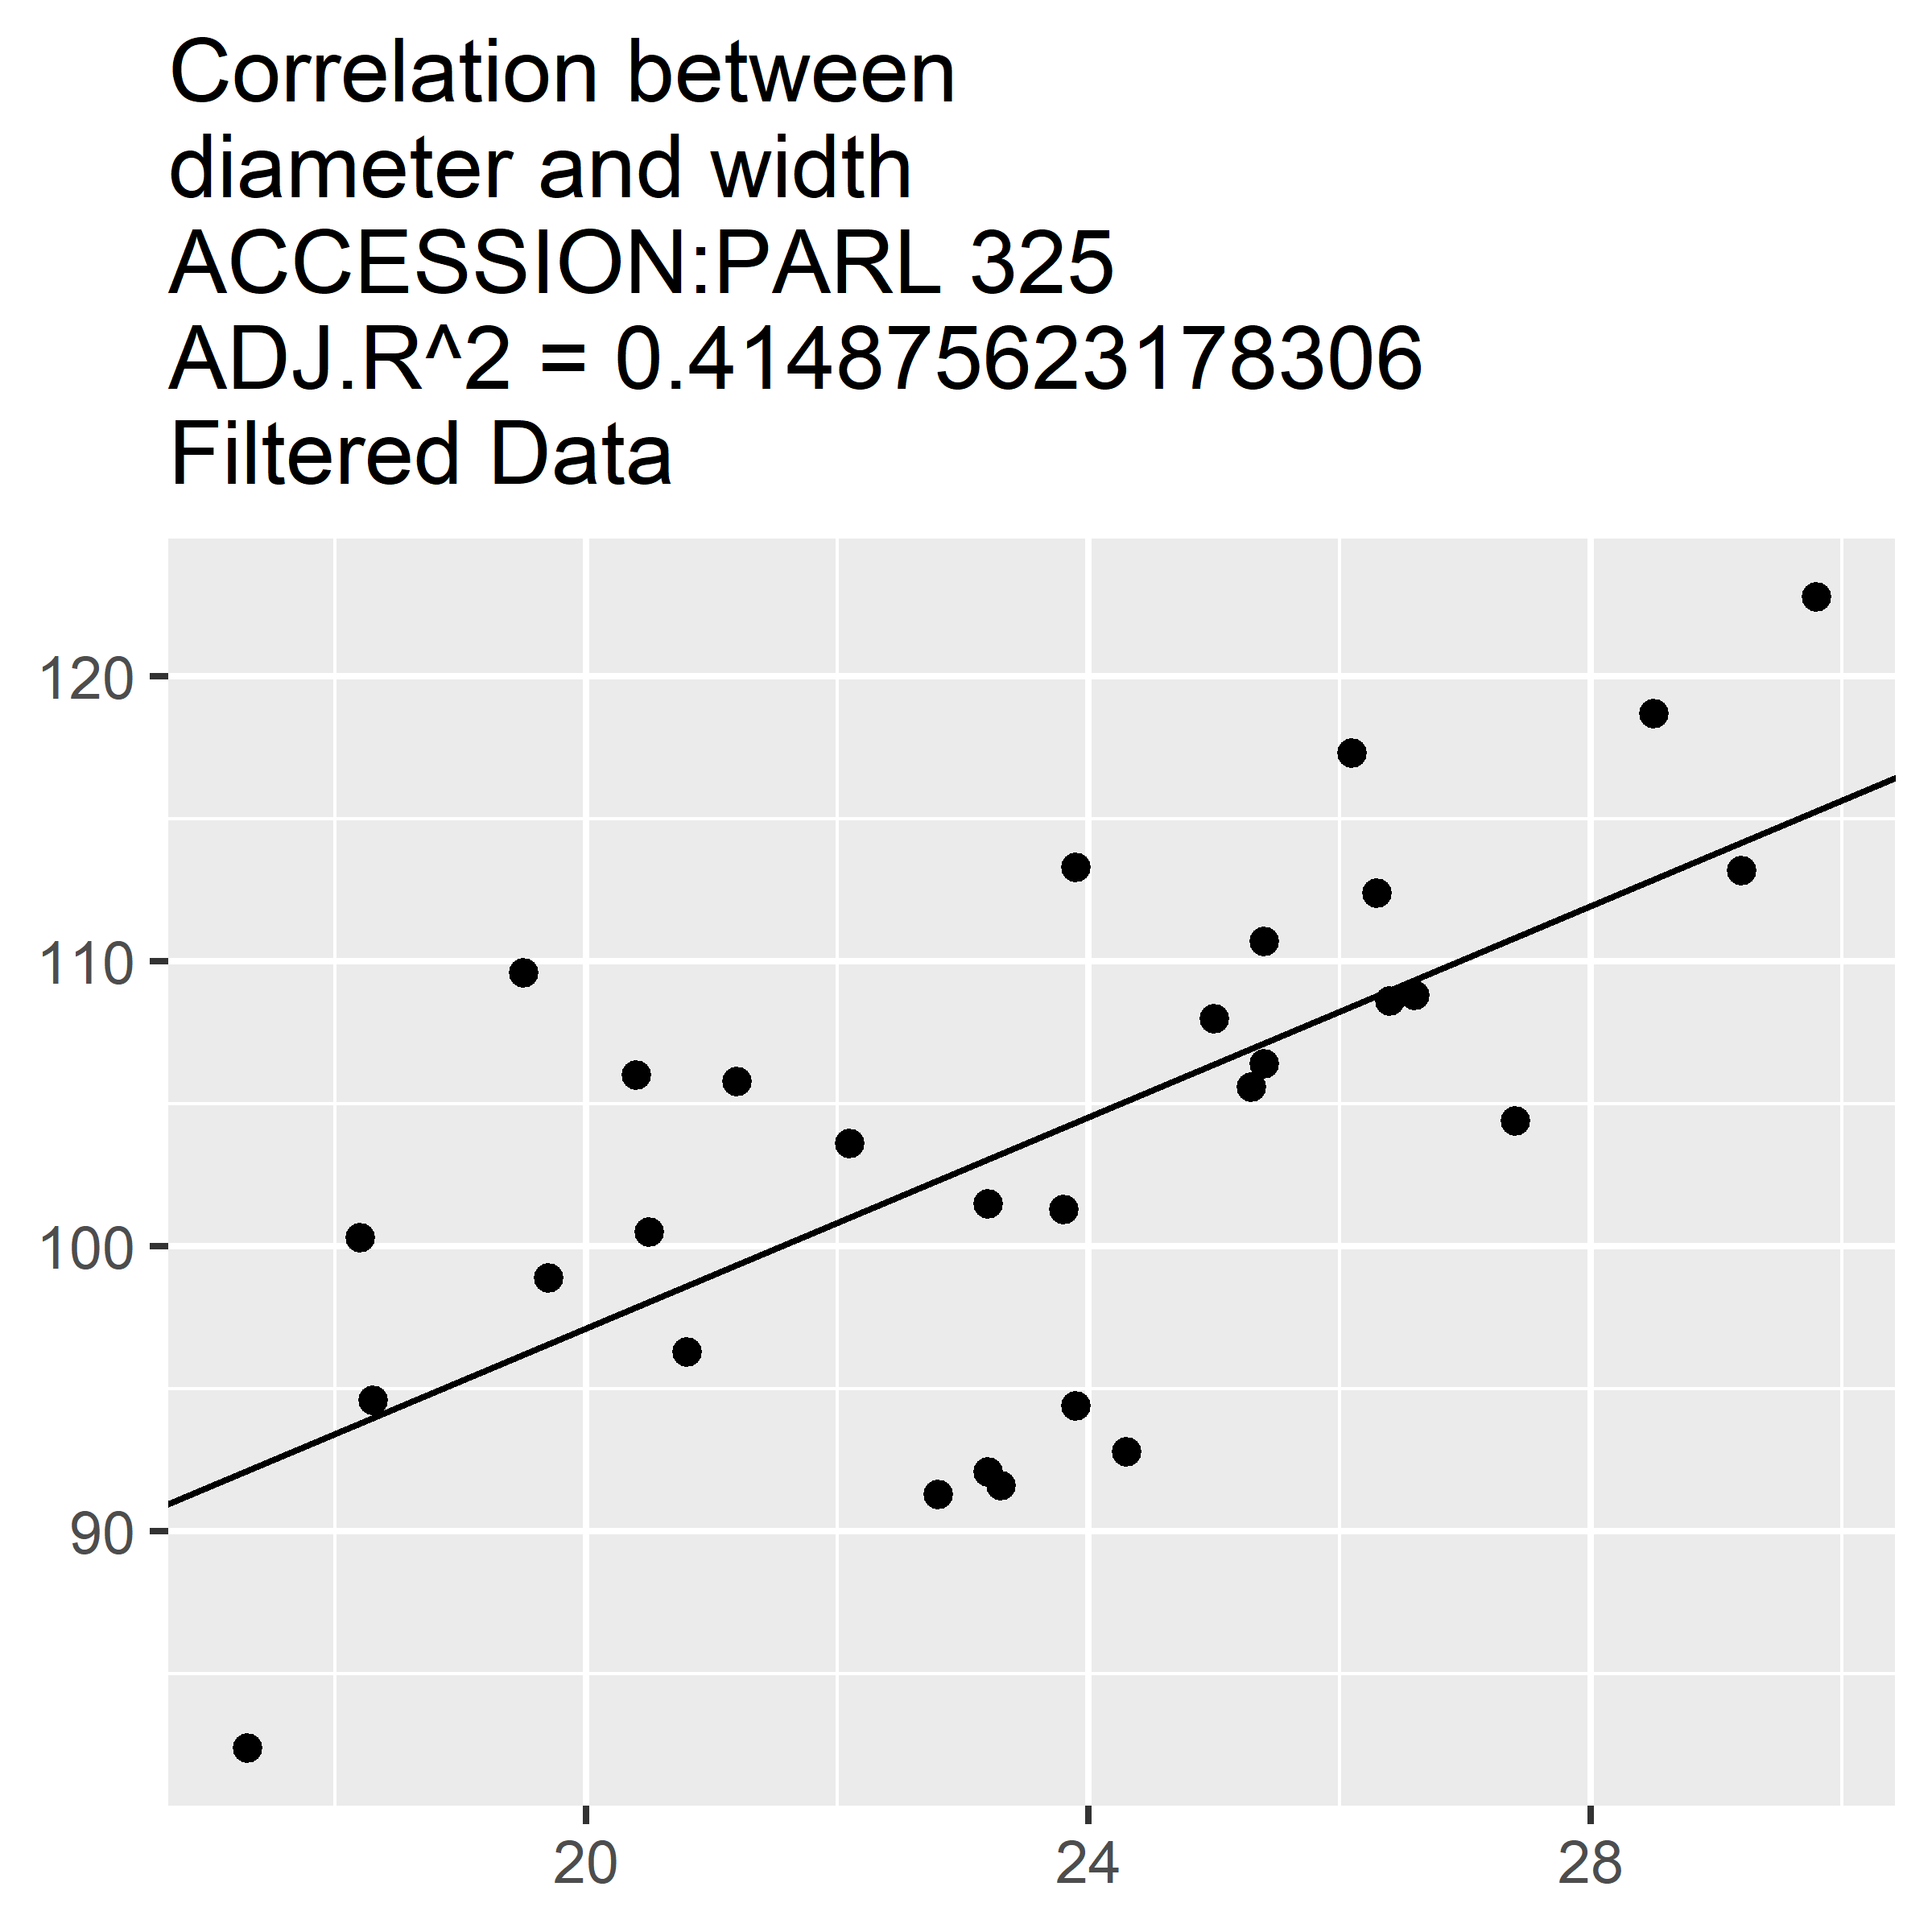 Correlation between
diameter and width
ACCESSION:PARL 325
ADJ.R^2 = 0.414875623178306
Filtered Data
120
110
100
90
20 24 28